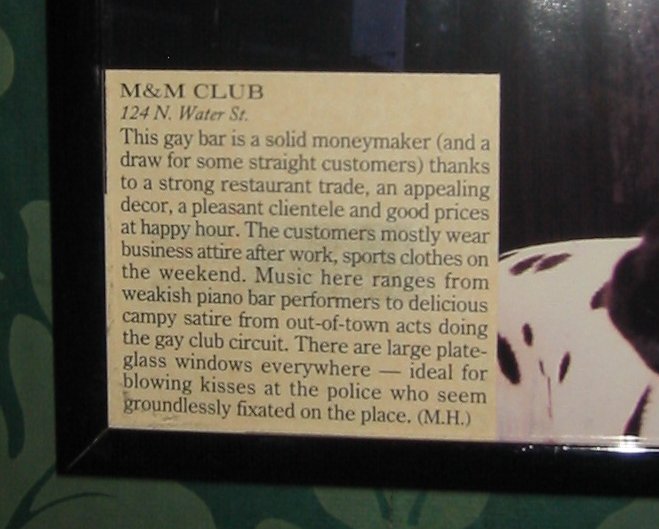 M&M CLUB
124 N. Water St.
This gay bar is a solid moneymaker (and a
draw for some straight customers) thanks
to a strong restaurant trade, an appealing
decor, a pleasant clientele and good prices
at happy hour. The customers mostly wear
business attire after work, sports clothes on
the weekend. Music here ranges from
weakish piano bar performers to delicious
campy satire from out-of-town acts doing
the gay club circuit. There are large plate-
glass windows everywhere — ideal for
blowing kisses at the police who seem
groundlessly fixated on the place. (M.H.)